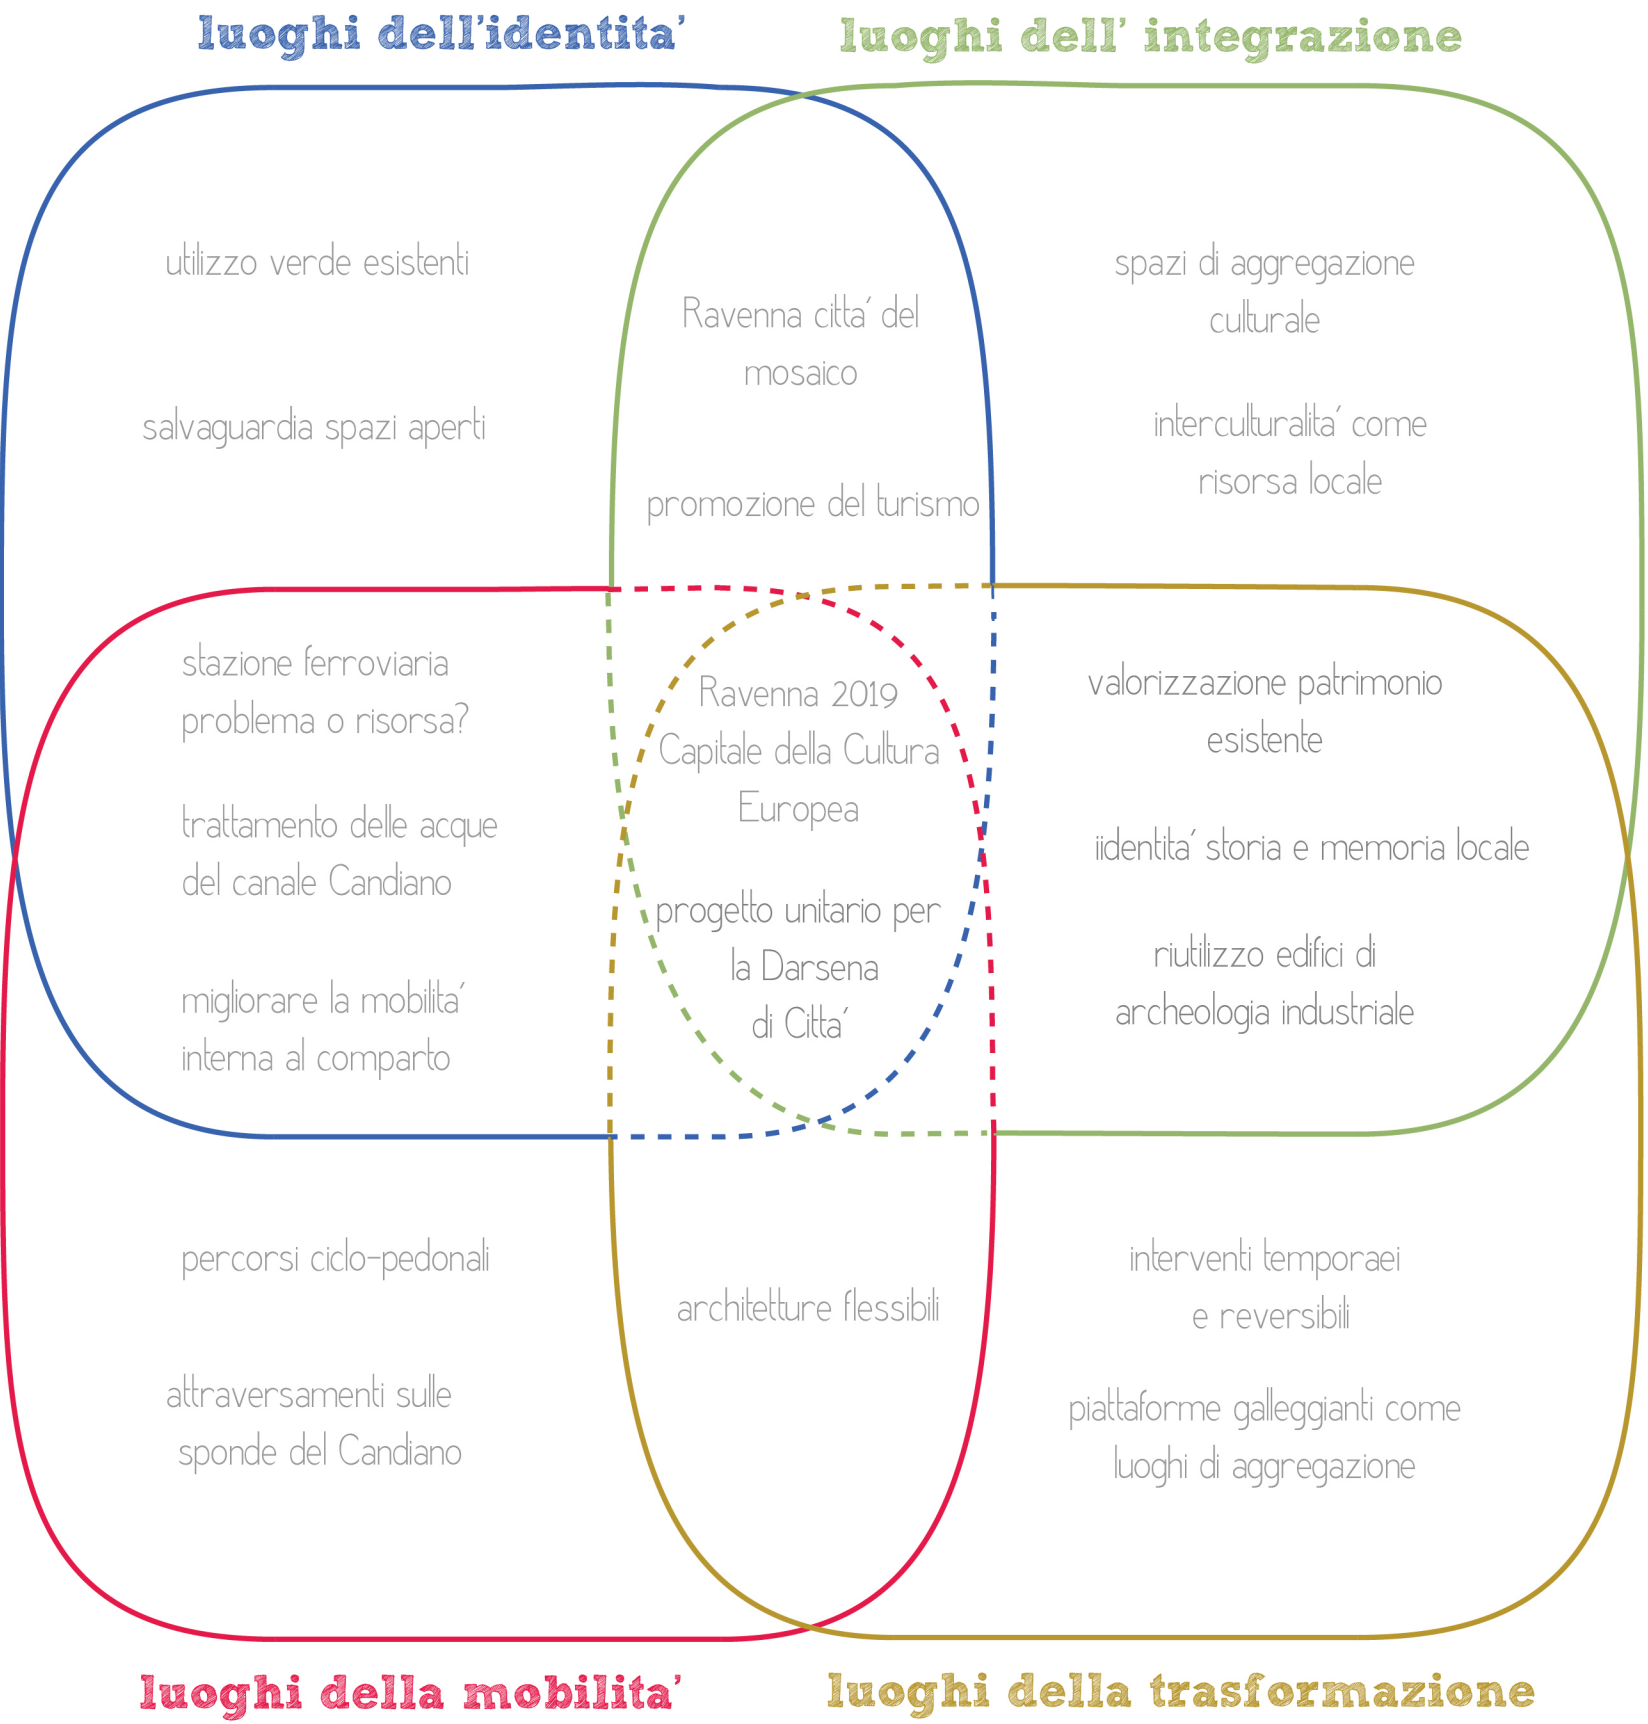 luoghi dell'identita'
luoghi dell' integrazione
utilizzo verde esistenti
salvaguardia spazi aperti
Ravenna citta' del
mosaico
promozione del turismo
spazi di aggregazione
culturale
interculturalita' come
risorsa locale
stazione ferroviaria
problema o risorsa?
trattamento delle acque
del canale Candiano
migliorare la mobilita'
interna al comparto
Ravenna 2019
Capitale della Cultura
Europea
progetto unitario per
la Darsena
di Citta'
valorizzazione patrimonio
esistente
iidentita' storia e memoria locale
riutilizzo edifici di
archeologia industriale
percorsi ciclo-pedonali
attraversamenti sulle
sponde del Candiano
architetture flessibili
interventi temporaei
e reversibili
piattaforme galleggianti come
luoghi di aggregazione
luoghi della mobilita'
luoghi della trasformazione